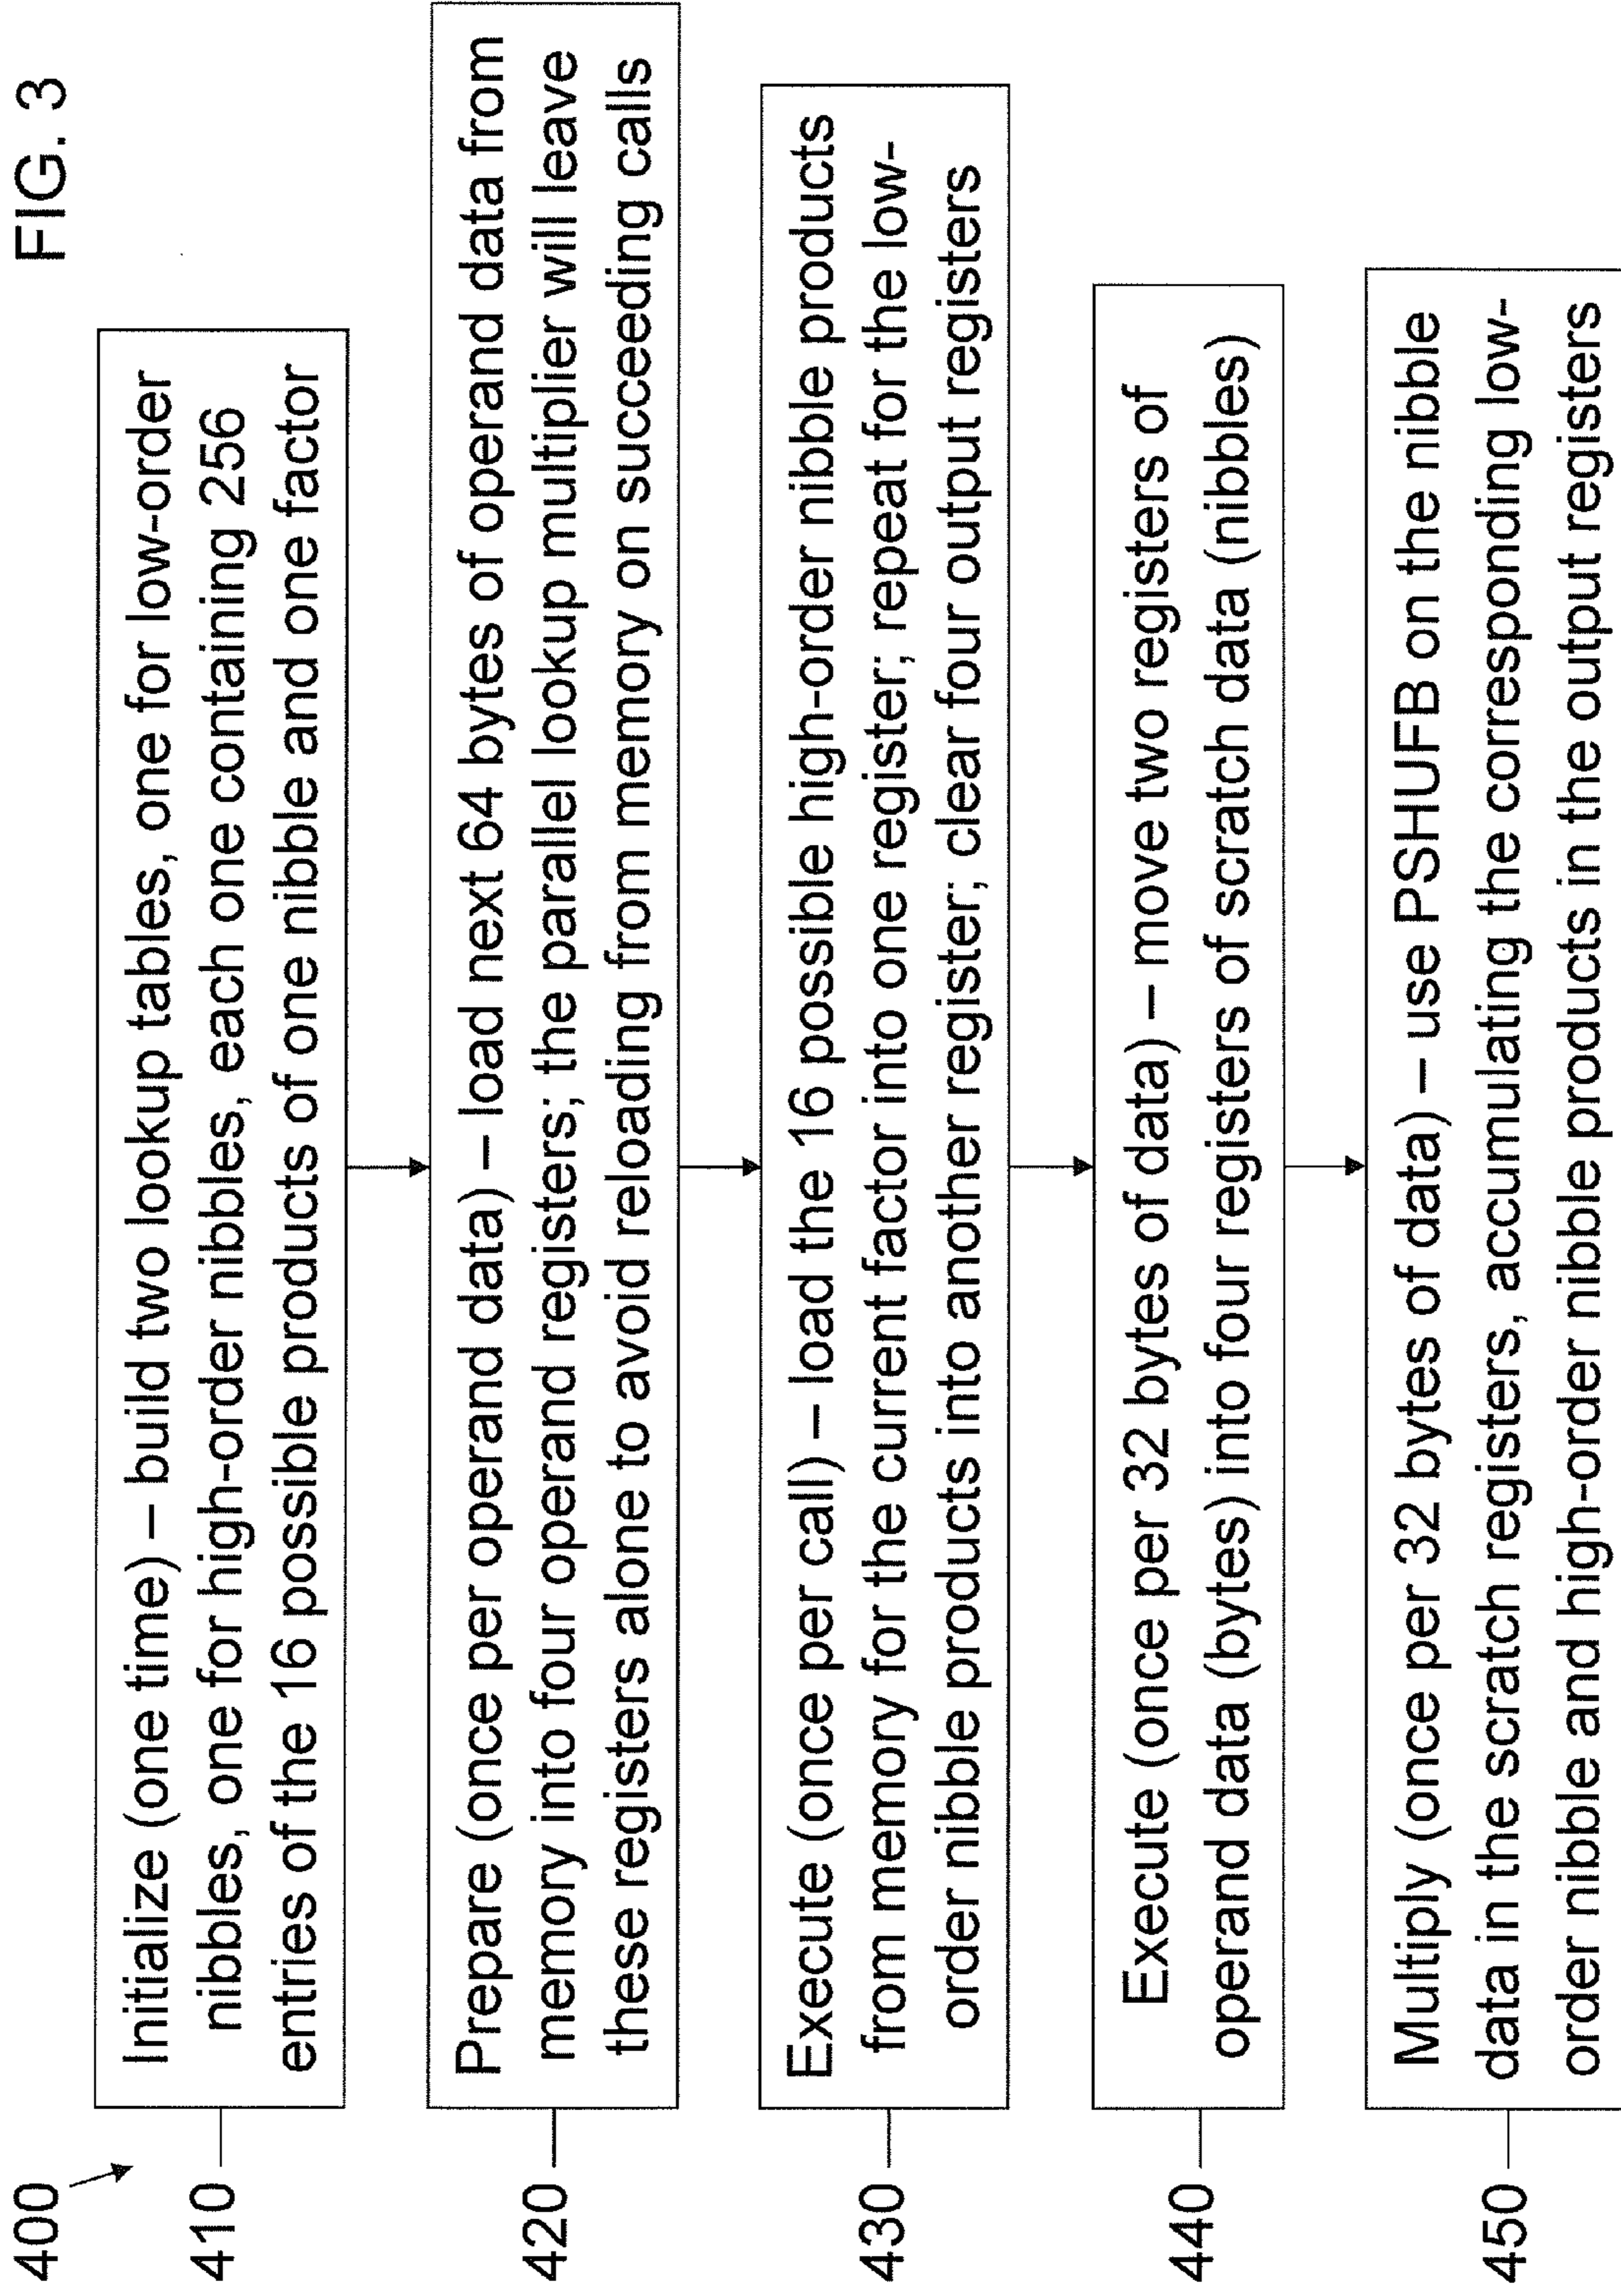 FIG. 3
400
410
Initialize (one time) – build two lookup tables, one for low-order
nibbles, one for high-order nibbles, each one containing 256
entries of the 16 possible products of one nibble and one factor
420
Prepare (once per operand data) – load next 64 bytes of operand data from
memory into four operand registers; the parallel lookup multiplier will leave
these registers alone to avoid reloading from memory on succeeding calls
430
Execute (once per call) – load the 16 possible high-order nibble products
from memory for the current factor into one register; repeat for the low-
order nibble products into another register; clear four output registers
440
Execute (once per 32 bytes of data) – move two registers of
operand data (bytes) into four registers of scratch data (nibbles)
450
Multiply (once per 32 bytes of data) – use PSHUFB on the nibble
data in the scratch registers, accumulating the corresponding low-
order nibble and high-order nibble products in the output registers